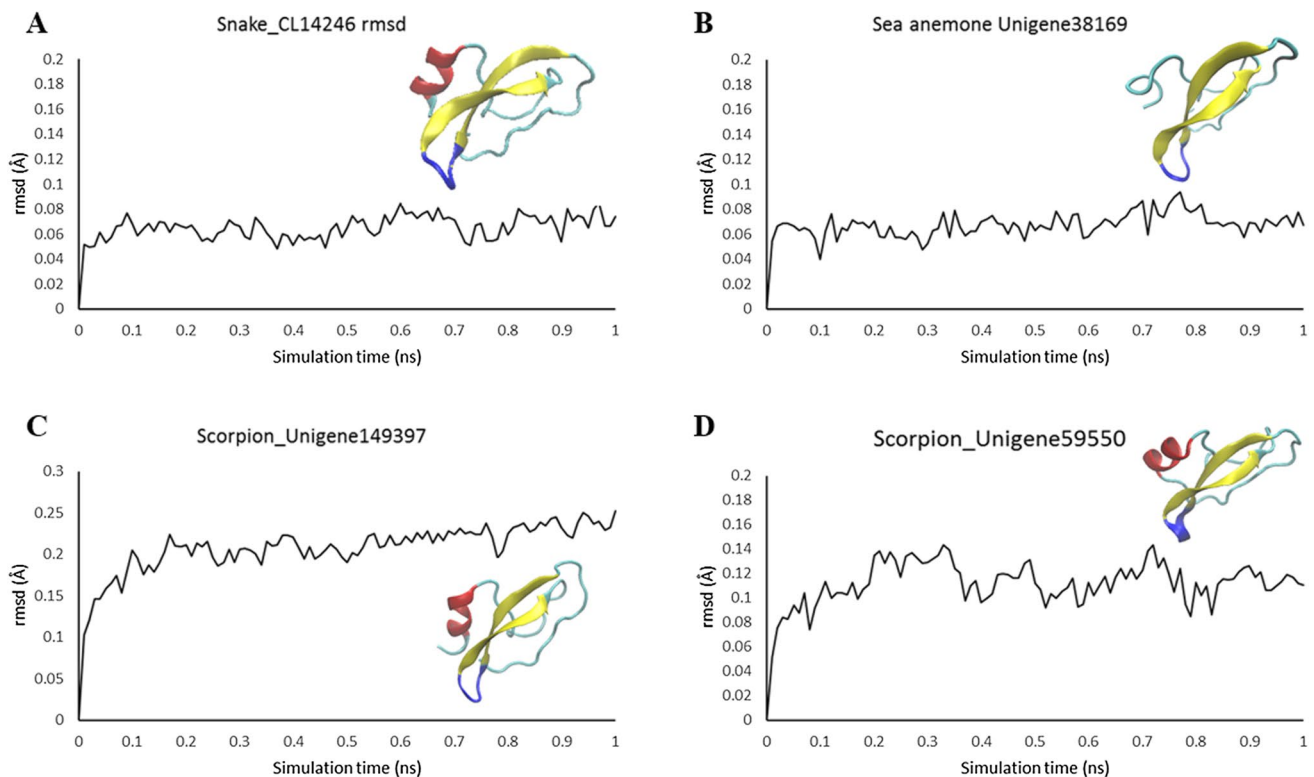 A
Snake_CL14246 rmsd
0.2
0.18
0.16
0.14
0.12
0.1
0.08
0.06
0.04
0.02
0
rmsd (Å)
0 0.1 0.2 0.3 0.4 0.5 0.6 0.7 0.8 0.9 1
Simulation time (ns)
B
Sea anemone Unigene38169
0.2
0.18
0.16
0.14
0.12
0.1
0.08
0.06
0.04
0.02
0
rmsd (Å)
0 0.1 0.2 0.3 0.4 0.5 0.6 0.7 0.8 0.9 1
Simulation time (ns)
C
Scorpion_Unigene149397
0.3
0.25
0.2
0.15
0.1
0.05
0
rmsd (Å)
0 0.1 0.2 0.3 0.4 0.5 0.6 0.7 0.8 0.9 1
Simulation time (ns)
D
Scorpion_Unigene59550
0.2
0.18
0.16
0.14
0.12
0.1
0.08
0.06
0.04
0.02
0
rmsd (Å)
0 0.1 0.2 0.3 0.4 0.5 0.6 0.7 0.8 0.9 1
Simulation time (ns)